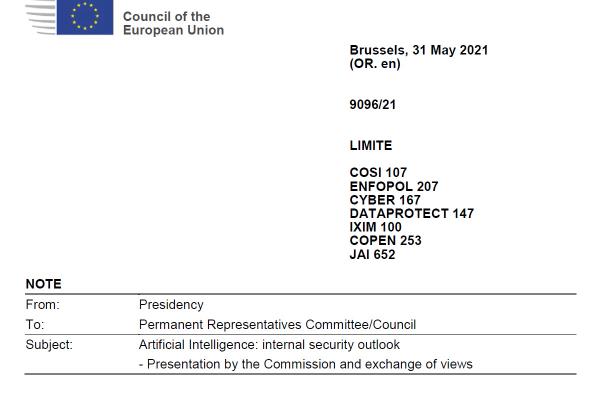 Council of the
European Union
Brussels, 31 May 2021
(OR. en)
9096/21
LIMITE
COSI 107
ENFOPOL 207
CYBER 167
DATAPROTECT 147
IXIM 100
COPEN 253
JAI 652
NOTE
From: Presidency
To: Permanent Representatives Committee/Council
Subject: Artificial Intelligence: internal security outlook
- Presentation by the Commission and exchange of views